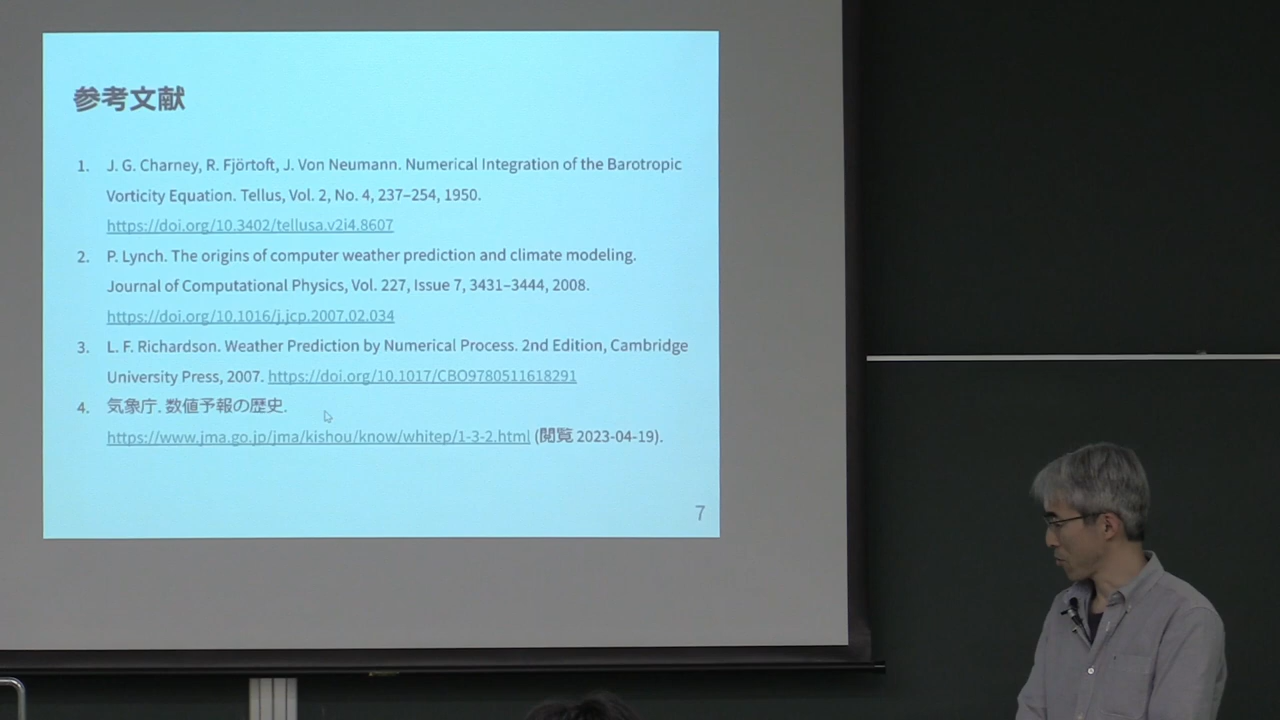 参考文献
1. J. G. Charney, R. Fjörtoft, J. Von Neumann. Numerical Integration of the Barotropic
Vorticity Equation. Tellus, Vol. 2, No. 4, 237–254, 1950.
https://doi.org/10.3402/tellusa.v2i4.8607
2. P. Lynch. The origins of computer weather prediction and climate modeling.
Journal of Computational Physics, Vol. 227, Issue 7, 3431–3444, 2008.
https://doi.org/10.1016/j.jcp.2007.02.034
3. L. F. Richardson. Weather Prediction by Numerical Process. 2nd Edition, Cambridge
University Press, 2007. https://doi.org/10.1017/CBO9780511618291
4. 気象庁. 数値予報の歴史.
https://www.jma.go.jp/jma/kishou/know/whitep/1-3-2.html (閲覧 2023-04-19).
7